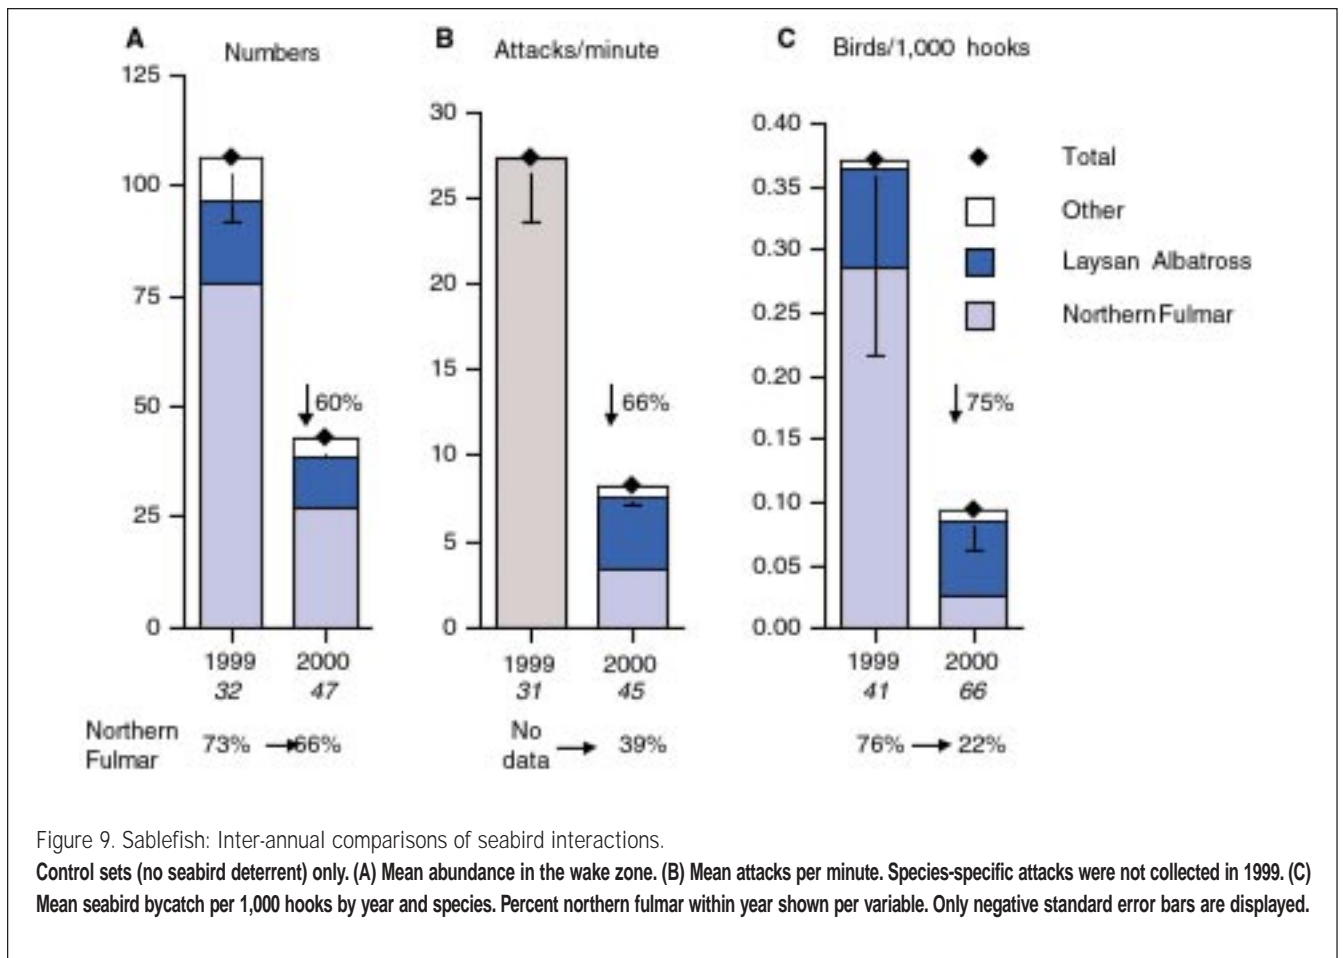 A Numbers
125
100
75
50
25
0
60%
1999 2000
32 47
B Attacks/minute
30
25
20
15
10
5
0
66%
1999 2000
31 45
C Birds/1,000 hooks
0.40
0.35
0.30
0.25
0.20
0.15
0.10
0.05
0.00
75%
1999 2000
41 66
Total
Other
Laysan Albatross
Northern Fulmar
Northern
Fulmar
73% 66%
No
data
39%
76% 22%
Figure 9. Sablefish: Inter-annual comparisons of seabird interactions.
Control sets (no seabird deterrent) only. (A) Mean abundance in the wake zone. (B) Mean attacks per minute. Species-specific attacks were not collected in 1999. (C)
Mean seabird bycatch per 1,000 hooks by year and species. Percent northern fulmar within year shown per variable. Only negative standard error bars are displayed.